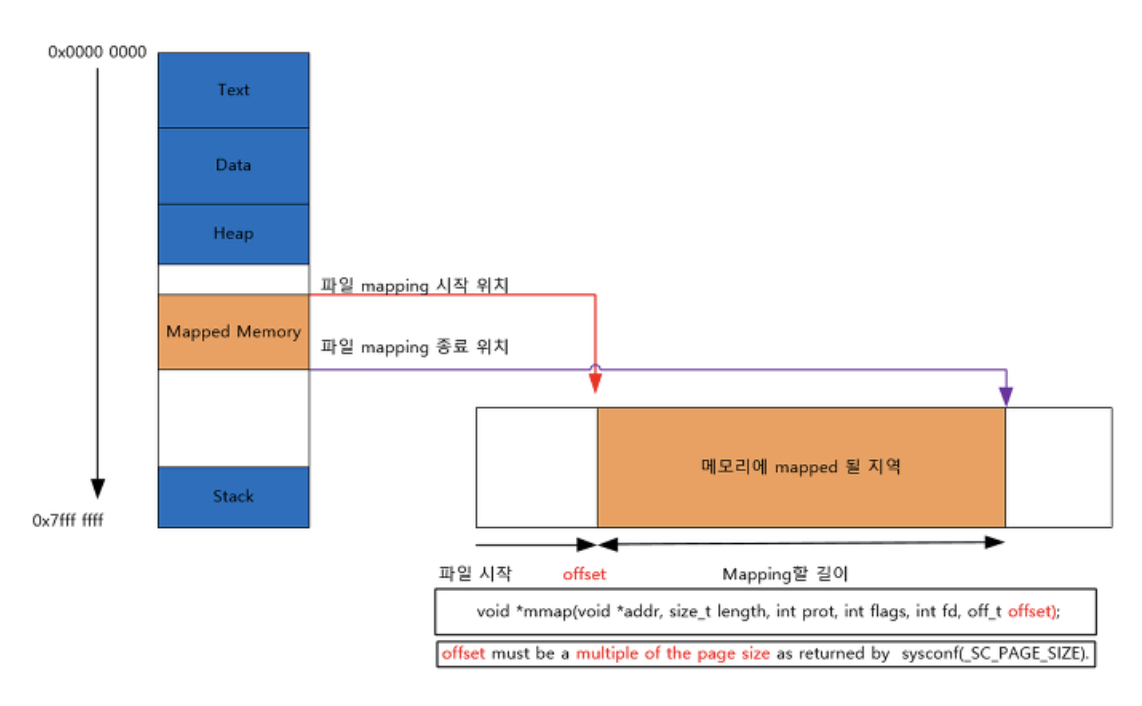 0x0000 0000
Text
Data
Heap
파일 mapping 시작 위치
Mapped Memory
파일 mapping 종료 위치
메모리에 mapped 될 지역
Stack
0x7fff ffff
파일 시작 offset Mapping할 길이
void *mmap(void *addr, size_t length, int prot, int flags, int fd, off_t offset);
offset must be a multiple of the page size as returned by sysconf(_SC_PAGE_SIZE).